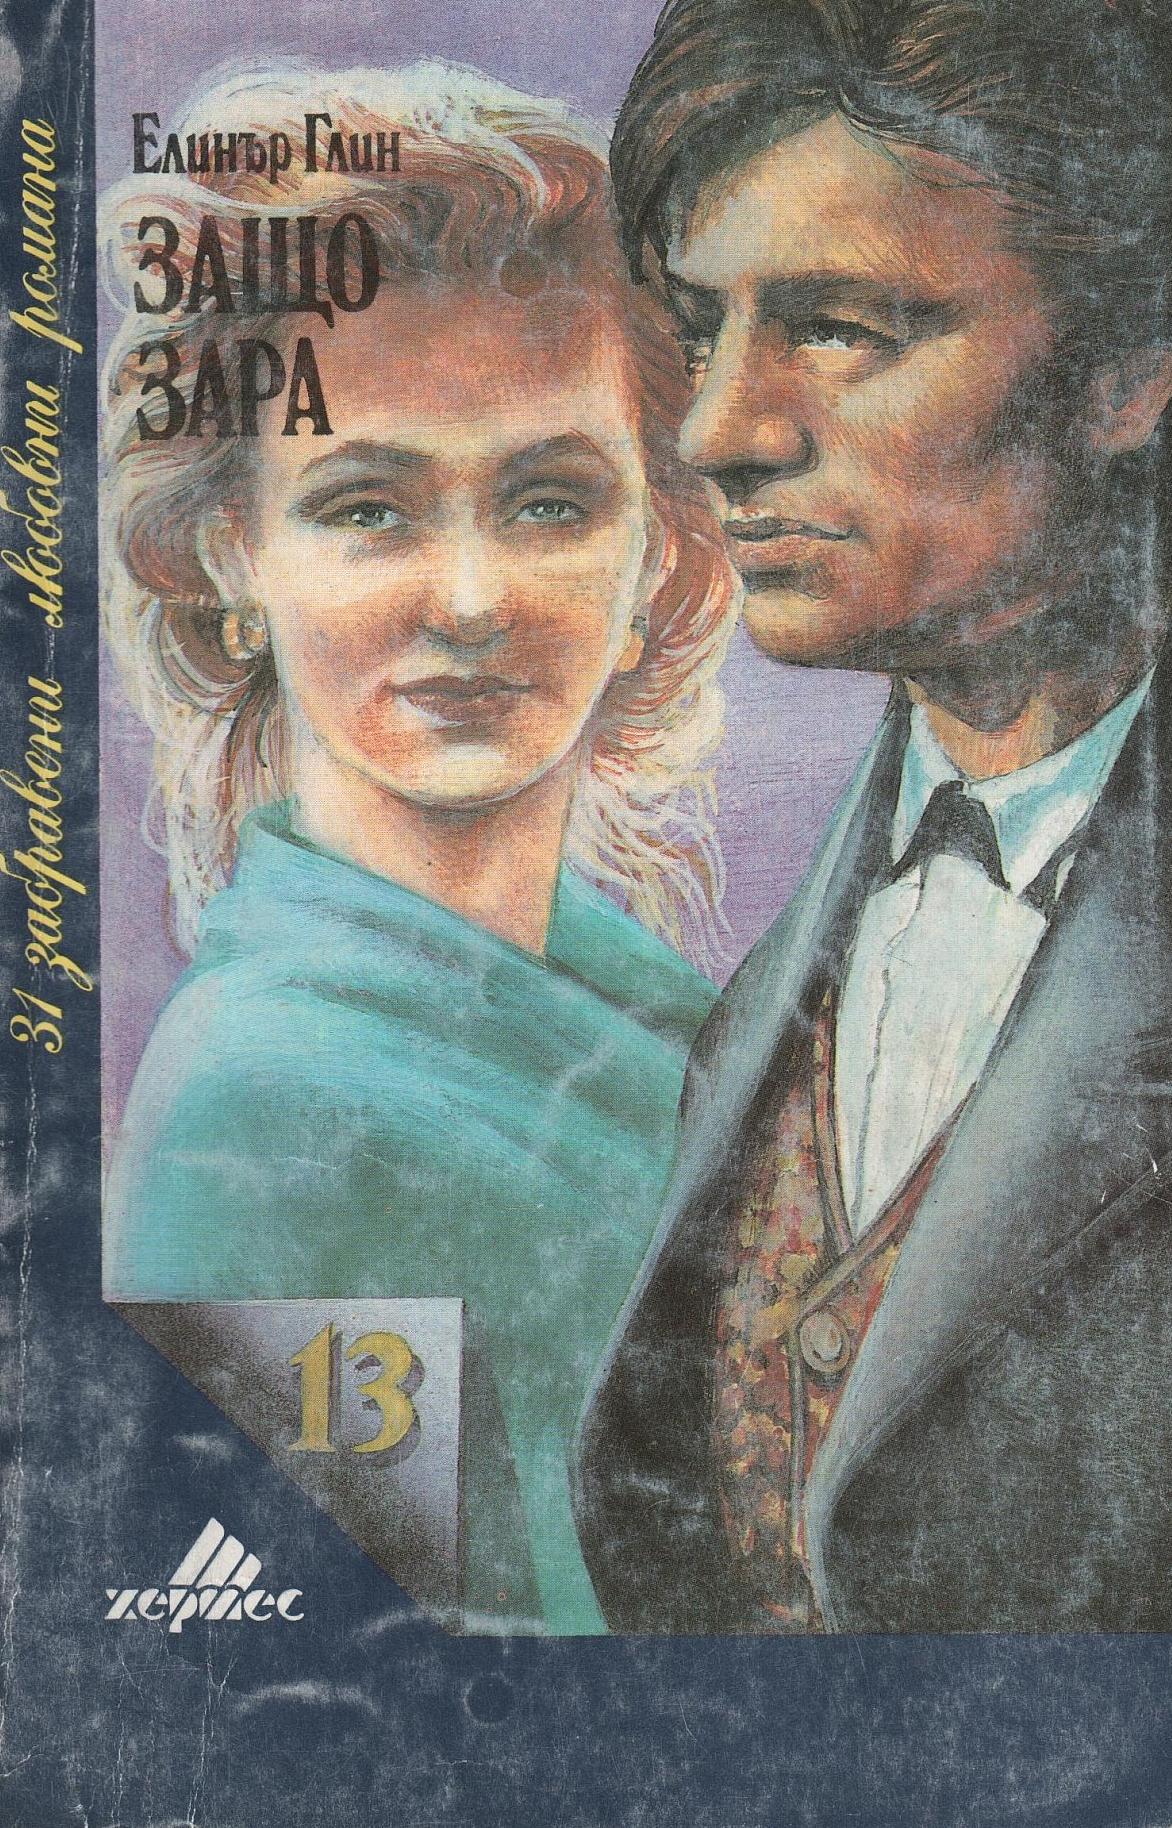 Елинър Глин
ЗАЩО
ЗАРА
31 забравени любовни романа
13
хермес